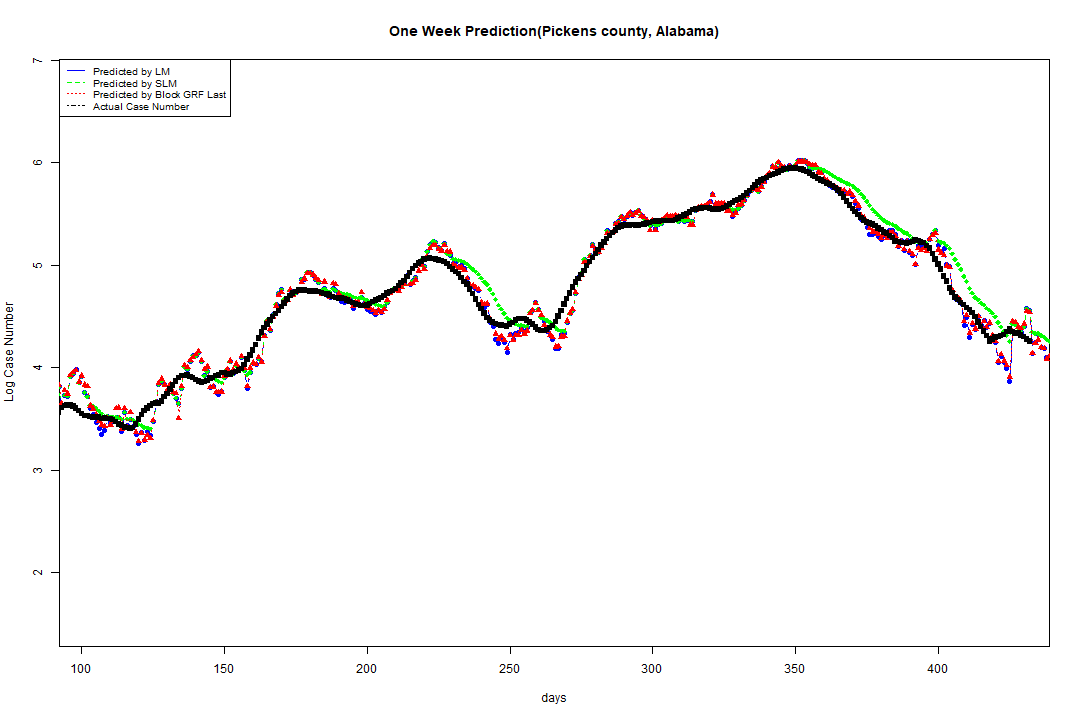 One Week Prediction(Pickens county, Alabama)
Predicted by LM
Predicted by SLM
Predicted by Block GRF Last
Actual Case Number
7
6
5
4
3
2
Log Case Number
100 150 200 250 300 350 400
days